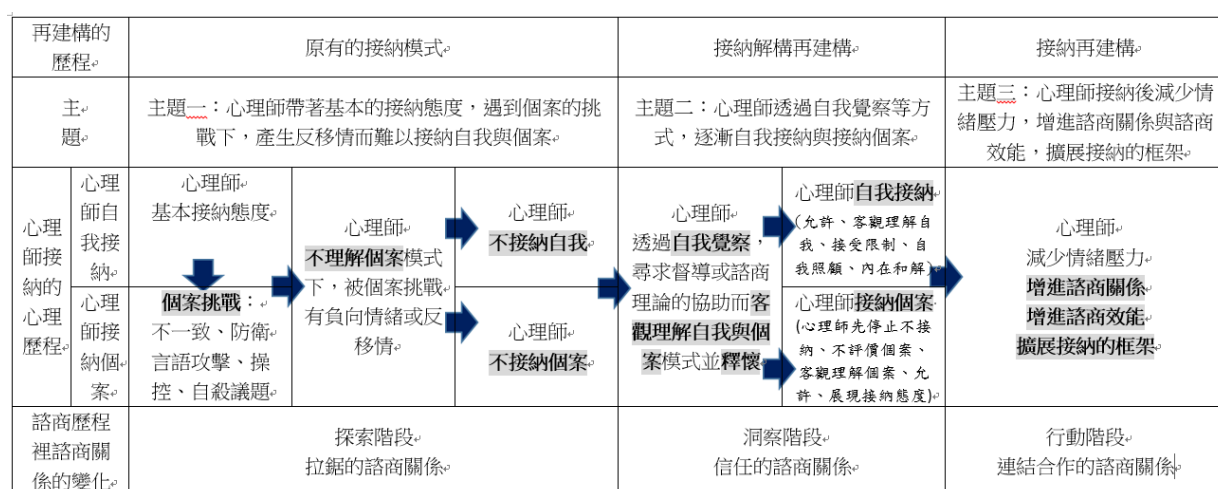 再建構的
歷程
原有的接納模式
接納解構再建構
接納再建構
主
題
主題一：心理師帶著基本的接納態度，遇到個案的挑
戰下，產生反移情而難以接納自我與個案
主題二：心理師透過自我覺察等方
式，逐漸自我接納與接納個案
主題三：心理師接納後減少情
緒壓力，增進諮商關係與諮商
效能，擴展接納的框架
心理
師接
納的
心理
歷程
心理
師自
我接
納
心理師
基本接納態度
心理
師接
納個
案
個案挑戰：
不一致、防衛
言語攻擊、操
控、自殺議題
心理師
不理解個案模式
下，被個案挑戰
有負向情緒或反
移情
心理師
不接納自我
心理師
不接納個案
心理師
透過自我覺察，
尋求督導或諮商
理論的協助而客
觀理解自我與個
案模式並釋懷
心理師自我接納
(允許、客觀理解自
我、接受限制、自
我照顧、內在和解)
心理師接納個案
(心理師先停止不接
納、不評價個案、
客觀理解個案、允
許、展現接納態度)
心理師
減少情緒壓力
增進諮商關係
增進諮商效能
擴展接納的框架
諮商歷程
裡諮商關
係的變化
探索階段
拉鋸的諮商關係
洞察階段
信任的諮商關係
行動階段
連結合作的諮商關係